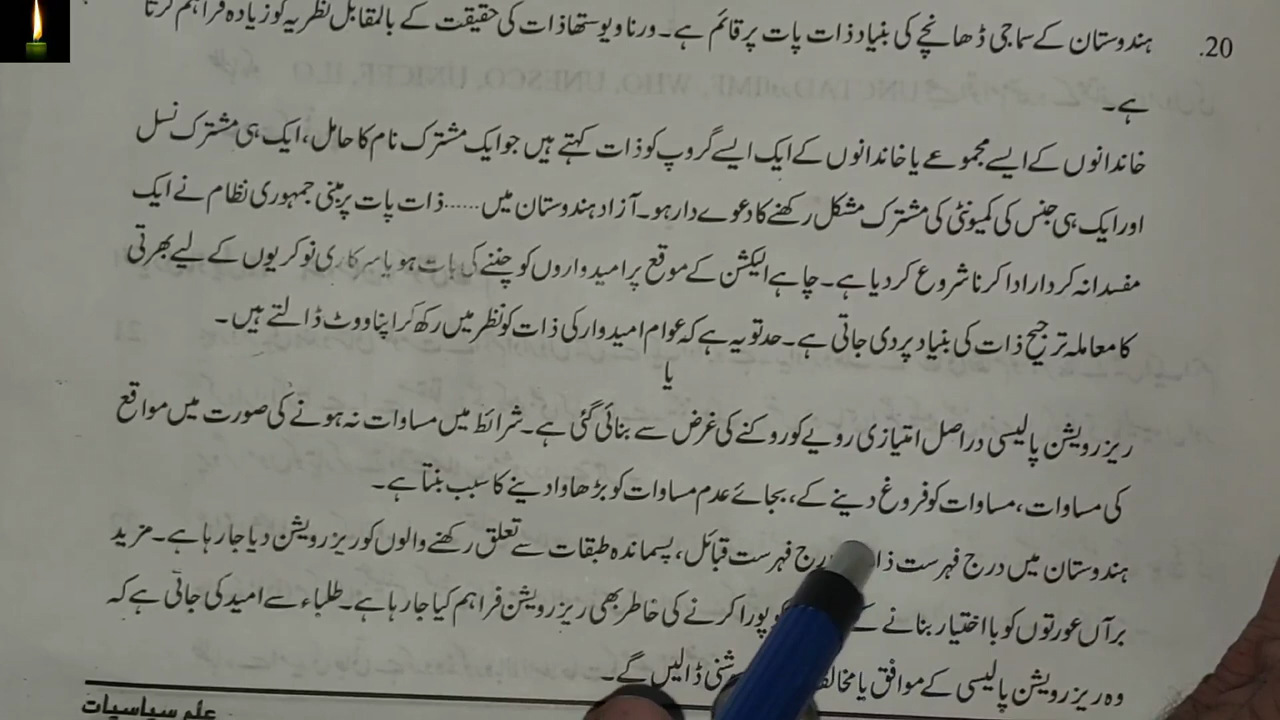 20. ہندوستان کے سماجی ڈھانچے کی بنیاد ذات پات پر قائم ہے۔ ورنا ویوستھا ذات کی حقیقت کے بالمقابل نظریہ کو زیادہ فراہم کرتا
ہے۔
خاندانوں کے ایسے مجموعے یا خاندانوں کے ایک ایسے گروپ کو ذات کہتے ہیں جو ایک مشترک نام کا حامل، ایک ہی مشترک نسل
اور ایک ہی جنس کی کمیونٹی کی مشترک مشکل رکھنے کا دعوے دار ہو۔ آزاد ہندوستان میں...... ذات پات پر مبنی جمہوری نظام نے ایک
مفسدانہ کردار ادا کرنا شروع کر دیا ہے۔ چاہے الیکشن کے موقع پر امیدواروں کو چننے کی بات ہو یا سرکاری نوکریوں کے لیے بھرتی
کا معاملہ ترجیح ذات کی بنیاد پر دی جاتی ہے۔ حد تو یہ ہے کہ عوام امیدوار کی ذات کو نظر میں رکھ کر اپنا ووٹ ڈالتے ہیں۔
یا
ریزرویشن پالیسی دراصل امتیازی رویے کو روکنے کی غرض سے بنائی گئی ہے۔ شرائط میں مساوات نہ ہونے کی صورت میں مواقع
کی مساوات، مساوات کو فروغ دینے کے، بجائے عدم مساوات کو بڑھاوا دینے کا سبب بنتا ہے۔
ہندوستان میں درج فہرست درج فہرست قبائل، پسماندہ طبقات سے تعلق رکھنے والوں کو ریزرویشن دیا جا رہا ہے۔ مزید
برآں عورتوں کو با اختیار بنانے کے کو پورا کرنے کی خاطر بھی ریزرویشن فراہم کیا جا رہا ہے۔ طلباء سے امید کی جاتی ہے کہ
وہ ریزرویشن پالیسی کے موافق یا ڈالیں گے۔
علم سیاسیات